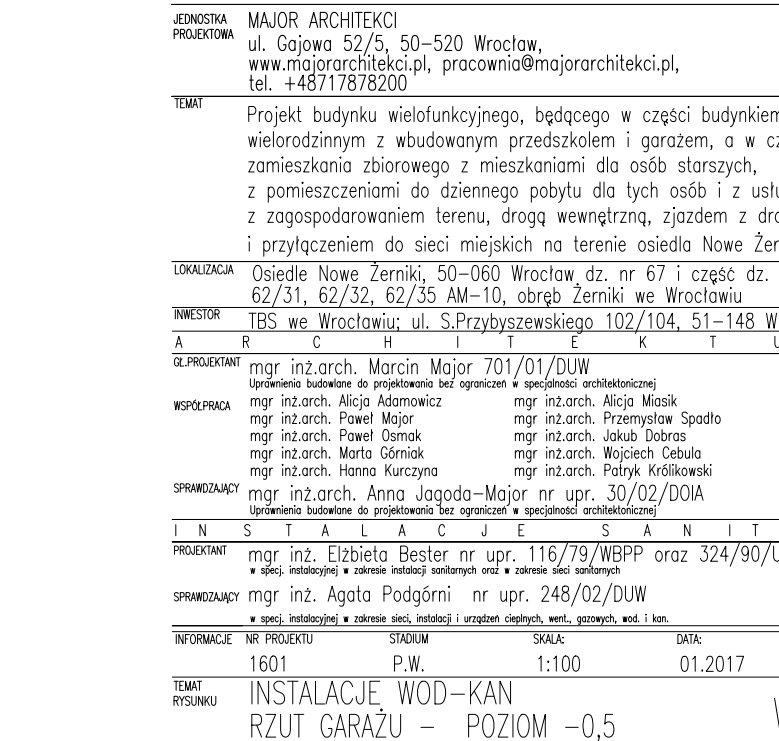 JEDNOSTKA PROJEKTOWA
MAJOR ARCHITEKCI
ul. Gajowa 52/5, 50-520 Wrocław,
www.majorarchitekci.pl, pracownia@majorarchitekci.pl,
tel. +48717878200
TEMAT
Projekt budynku wielofunkcyjnego, będącego w części budynkiem
wielorodzinnym z wbudowanym przedszkolem i garażem, a w
zamieszkania zbiorowego z mieszkaniami dla osób starszych,
z pomieszczeniami do dziennego pobytu dla tych osób i z
z zagospodarowaniem terenu, drogą wewnętrzną, zjazdem z
i przyłączeniem do sieci miejskich na terenie osiedla Nowe
LOKALIZACJA
Osiedle Nowe Żerniki, 50-060 Wrocław, dz. nr 67 i część dz.
62/31, 62/32, 62/35 AM-10, obręb Żerniki we Wrocławiu
INWESTOR
TBS we Wrocławiu; ul. S.Przybyszewskiego 102/104, 51-148 W
A R C H I T E K T U
GŁ.PROJEKTANT mgr inż.arch. Marcin Major 701/01/DUW
Uprawnienia budowlane do projektowania bez ograniczeń w specjalności architektonicznej
WSPÓŁPRACA mgr inż.arch. Alicja Adamowicz mgr inż.arch. Alicja Miasik
mgr inż.arch. Paweł Major mgr inż.arch. Przemysław Spadło
mgr inż.arch. Paweł Osmak mgr inż.arch. Jakub Dobras
mgr inż.arch. Marta Górniak mgr inż.arch. Wojciech Cebula
mgr inż.arch. Hanna Kurczyna mgr inż.arch. Patryk Królikowski
SPRAWDZAJĄCY mgr inż.arch. Anna Jagoda-Major nr upr. 30/02/DOIA
Uprawnienia budowlane do projektowania bez ograniczeń w specjalności architektonicznej
I N S T A L A C J E S A N I T
PROJEKTANT mgr inż. Elżbieta Bester nr upr. 116/79/WBPP oraz 324/90/U
w specj. instalacyjnej w zakresie instalacji sanitarnych oraz w zakresie sieci sanitarnych
SPRAWDZAJĄCY mgr inż. Agata Podgórni nr upr. 248/02/DUW
w specj. instalacyjnej w zakresie sieci, instalacji i urządzeń cieplnych, went., gazowych, wod. i kan.
INFORMACJE NR PROJEKTU STADIUM SKALA: DATA:
1601 P.W. 1:100 01.2017
TEMAT RYSUNKU
INSTALACJE WOD-KAN
RZUT GARAŻU - POZIOM -0,5